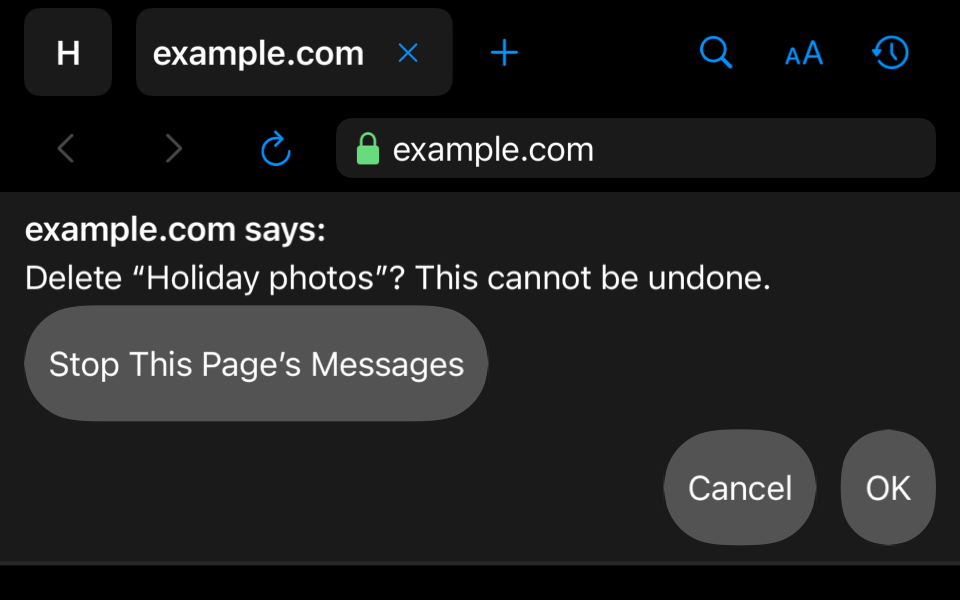 H
example.com
AA
example.com
example.com says:
Delete “Holiday photos”? This cannot be undone.
Stop This Page’s Messages
Cancel
OK